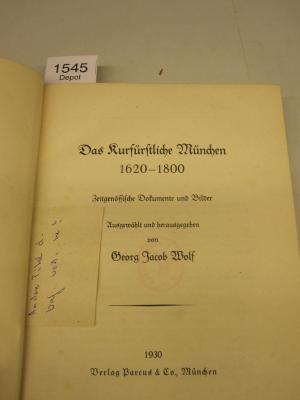 1545
Depot
Das Kurfürstliche München
1620–1800
Zeitgenössische Dokumente und Bilder
Ausgewählt und herausgegeben
von
Georg Jacob Wolf
1930
Verlag Parcus & Co., München